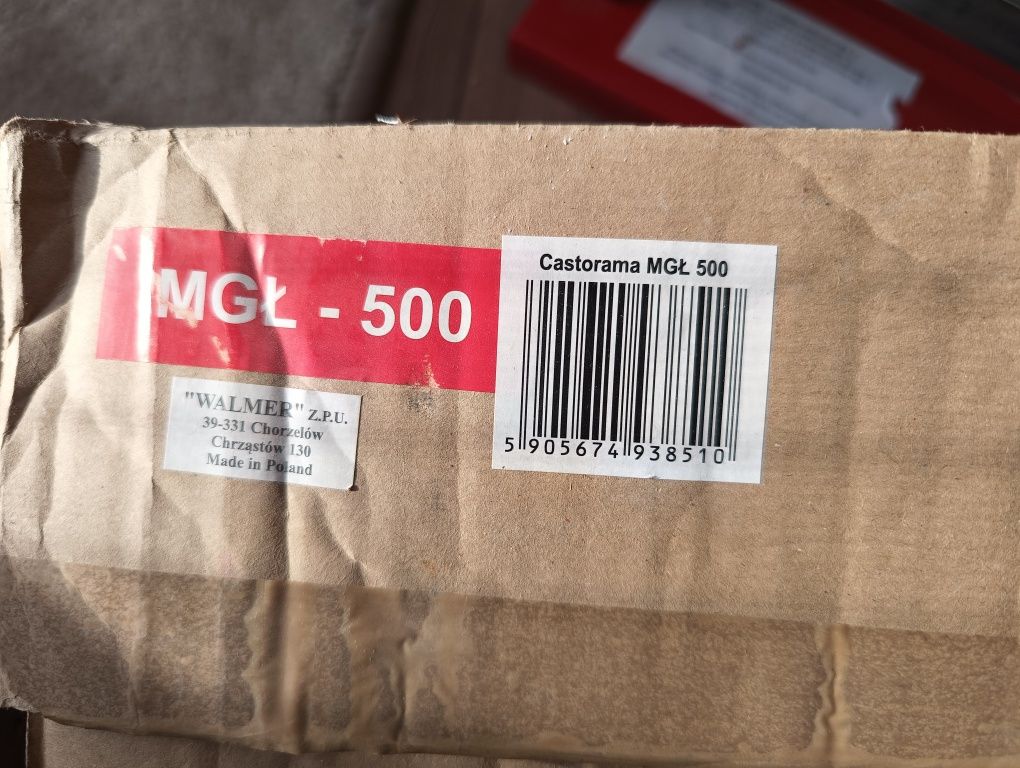 MGŁ - 500
Castorama MGŁ 500
5 905674 938510
"WALMER" Z.P.U.
39-331 Chorzelów
Chrząstów 130
Made in Poland